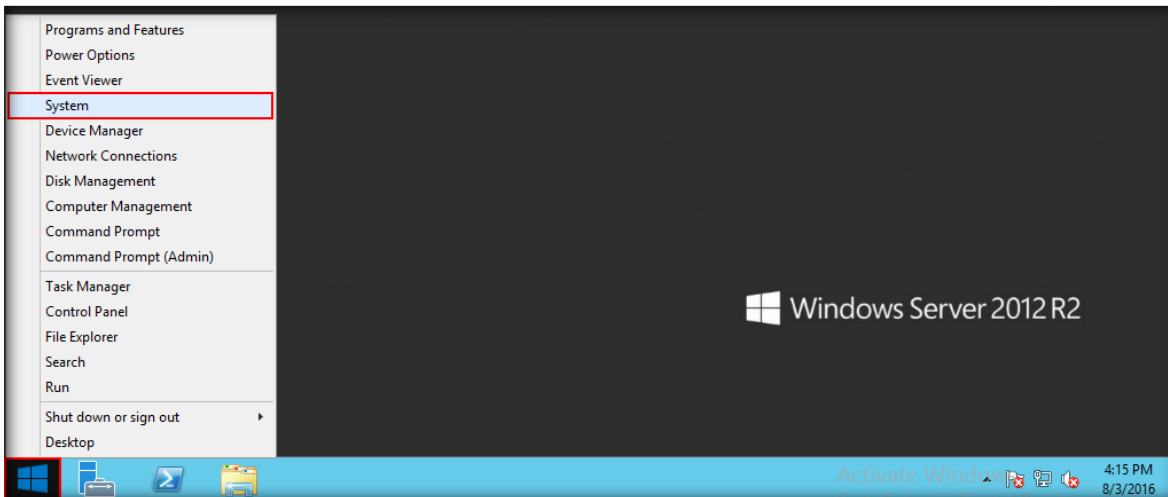 Programs and Features
Power Options
Event Viewer
System
Device Manager
Network Connections
Disk Management
Computer Management
Command Prompt
Command Prompt (Admin)
Task Manager
Control Panel
File Explorer
Search
Run
Shut down or sign out
Desktop
Windows Server 2012 R2
Activate
4:15 PM
8/3/2016